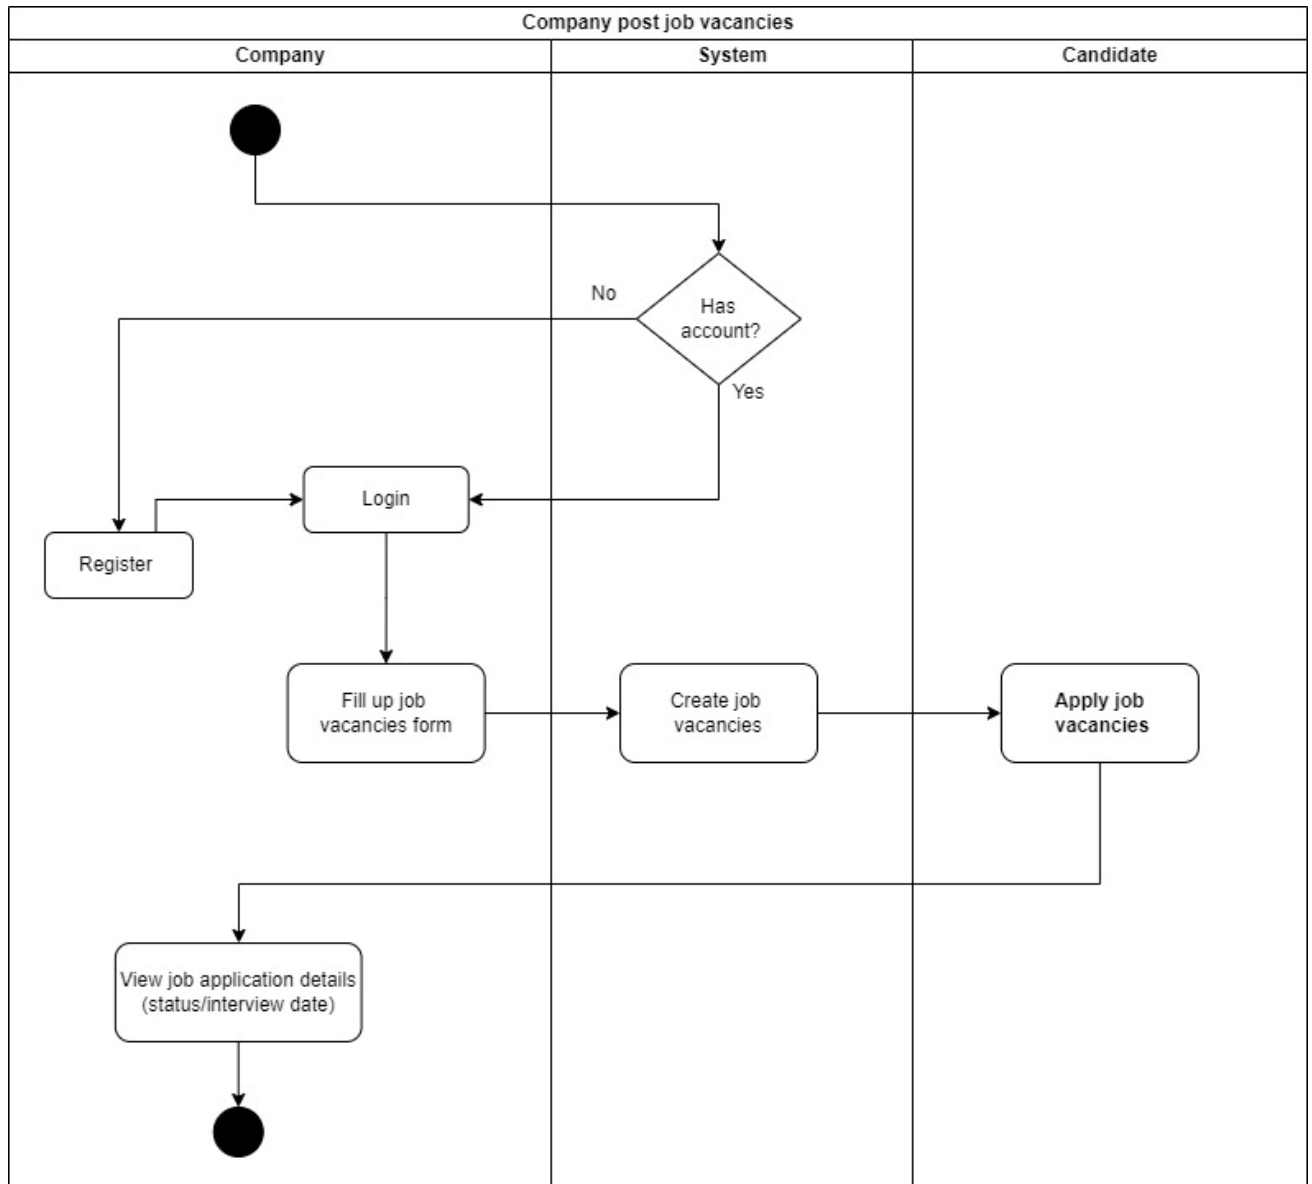 Company post job vacancies
Company
System
Candidate
Has
account?
No
Yes
Login
Register
Fill up job
vacancies form
Create job
vacancies
Apply job
vacancies
View job application details
(status/interview date)